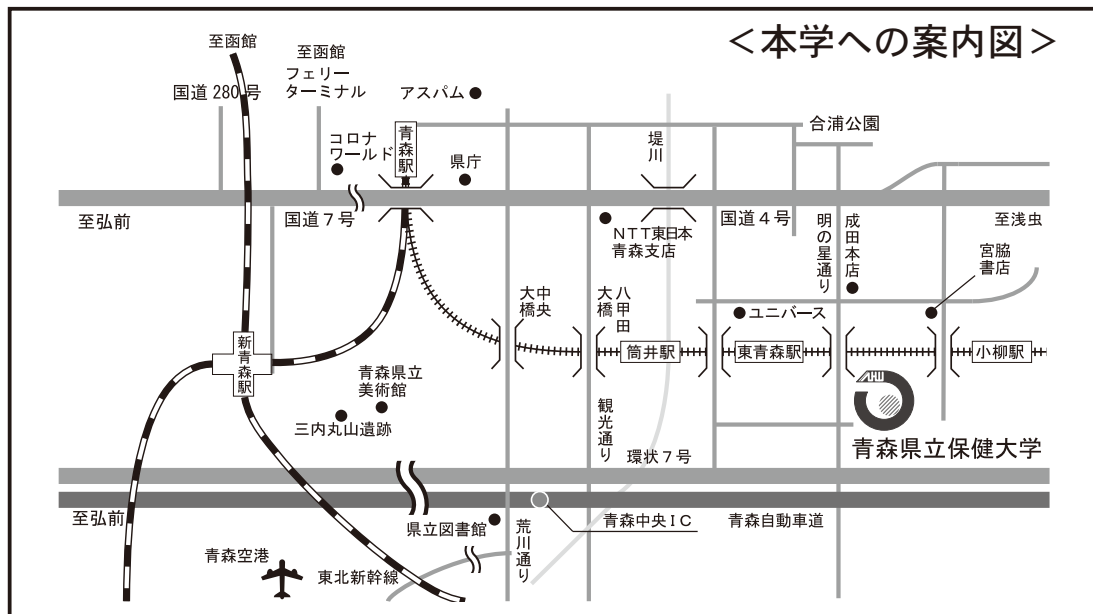 ＜本学への案内図＞
至函館
至函館
フェリー
ターミナル
国道280号
アスパム
合浦公園
コロナ
ワールド
青森駅
県庁
堤川
至弘前
国道７号
国道４号
至浅虫
ＮＴＴ東日本
青森支店
明の星通り
成田本店
宮脇
書店
中央
大橋
八甲田
大橋
ユニバース
新青森駅
筒井駅
東青森駅
小柳駅
青森県立
美術館
三内丸山遺跡
AHU
観光通り
青森県立保健大学
環状７号
至弘前
県立図書館
荒川通り
青森中央ＩＣ
青森自動車道
青森空港
東北新幹線